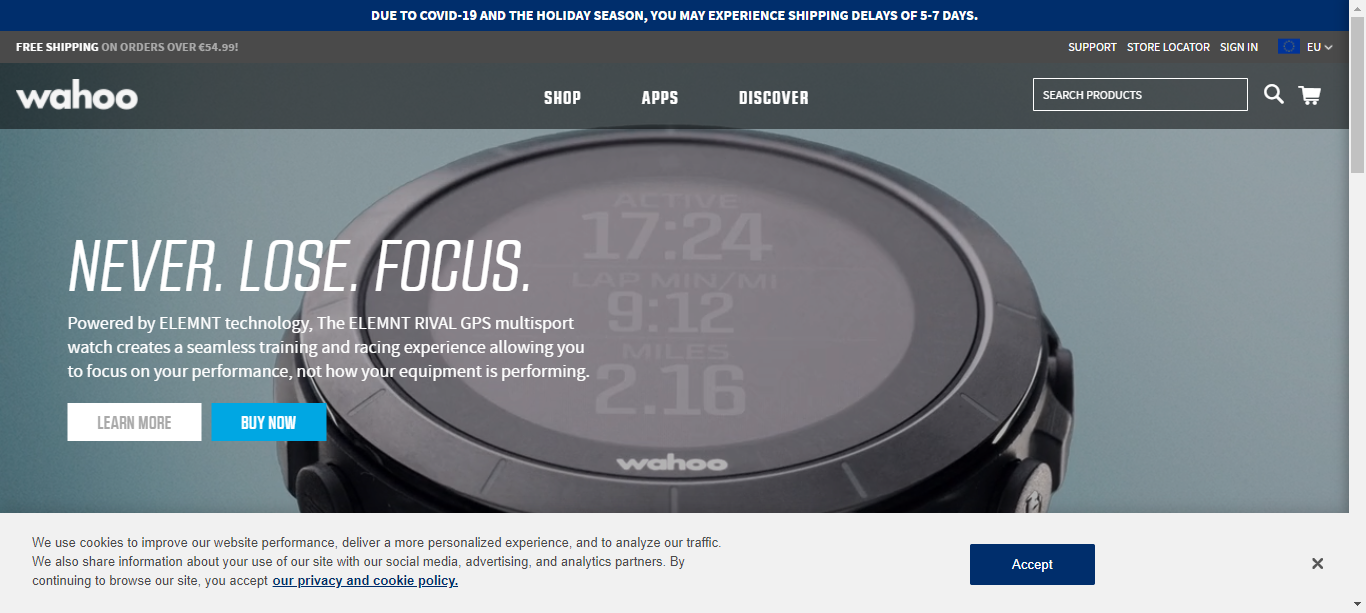 DUE TO COVID-19 AND THE HOLIDAY SEASON, YOU MAY EXPERIENCE SHIPPING DELAYS OF 5-7 DAYS.
FREE SHIPPING ON ORDERS OVER €54.99!
SUPPORT STORE LOCATOR SIGN IN EU
wahoo
SHOP APPS DISCOVER
SEARCH PRODUCTS
ACTIVE
17:24
LAP MIN/MI
9:12
MILES
2.16
wahoo
NEVER. LOSE. FOCUS.
Powered by ELEMNT technology, The ELEMNT RIVAL GPS multisport
watch creates a seamless training and racing experience allowing you
to focus on your performance, not how your equipment is performing.
LEARN MORE
BUY NOW
We use cookies to improve our website performance, deliver a more personalized experience, and to analyze our traffic.
We also share information about your use of our site with our social media, advertising, and analytics partners. By
continuing to browse our site, you accept our privacy and cookie policy.
Accept